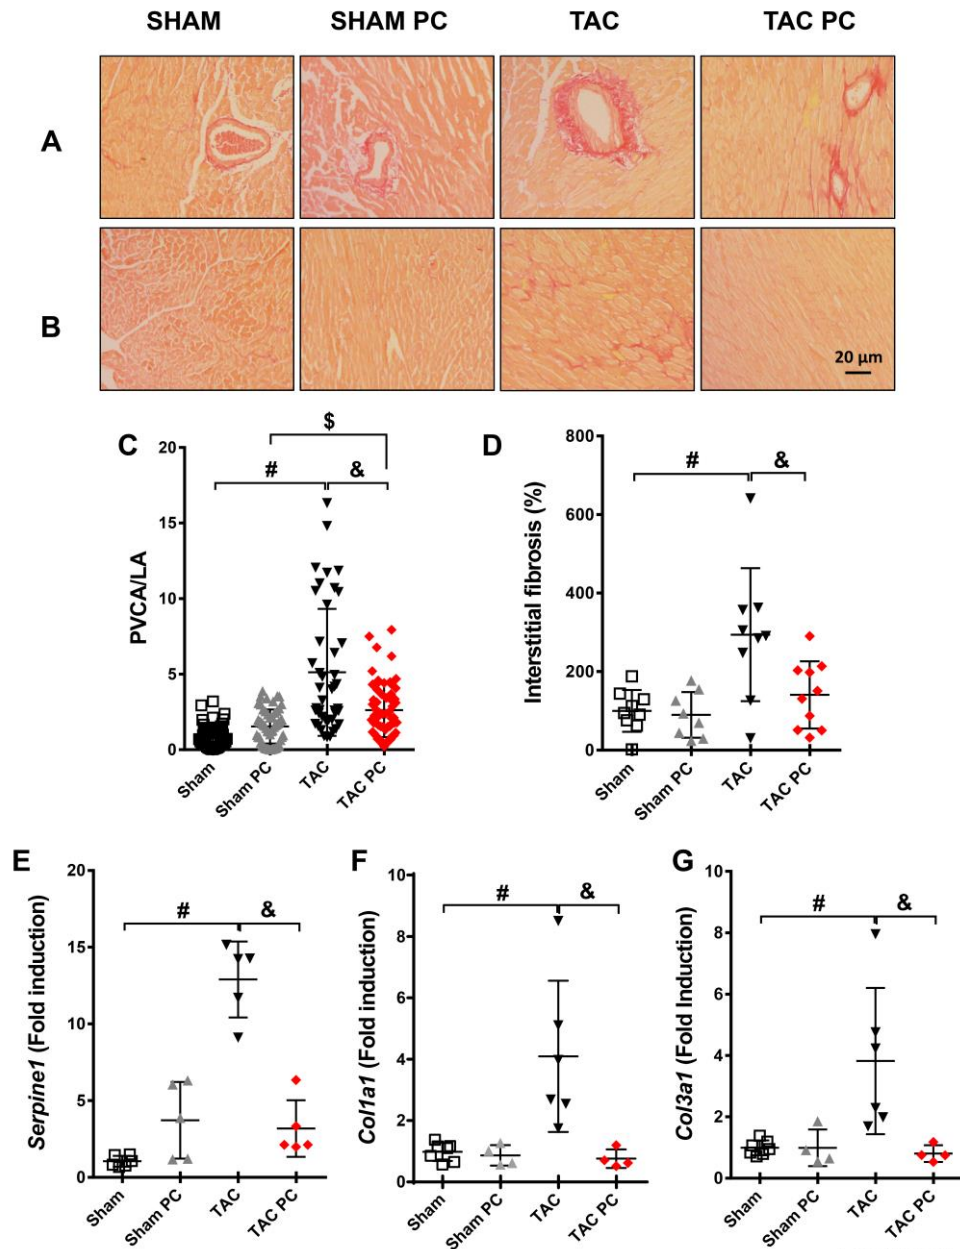 SHAM SHAM PC TAC TAC PC
A
B
20 µm
C
$
# &
20
15
10
5
0
PVCA/LA
Sham Sham PC TAC TAC PC
D
# &
800
600
400
200
0
Interstitial fibrosis (%)
Sham Sham PC TAC TAC PC
E
# &
20
15
10
5
0
Serpine1 (Fold induction)
Sham Sham PC TAC TAC PC
F
# &
10
8
6
4
2
0
Col1a1 (Fold induction)
Sham Sham PC TAC TAC PC
G
# &
10
8
6
4
2
0
Col3a1 (Fold Induction)
Sham Sham PC TAC TAC PC